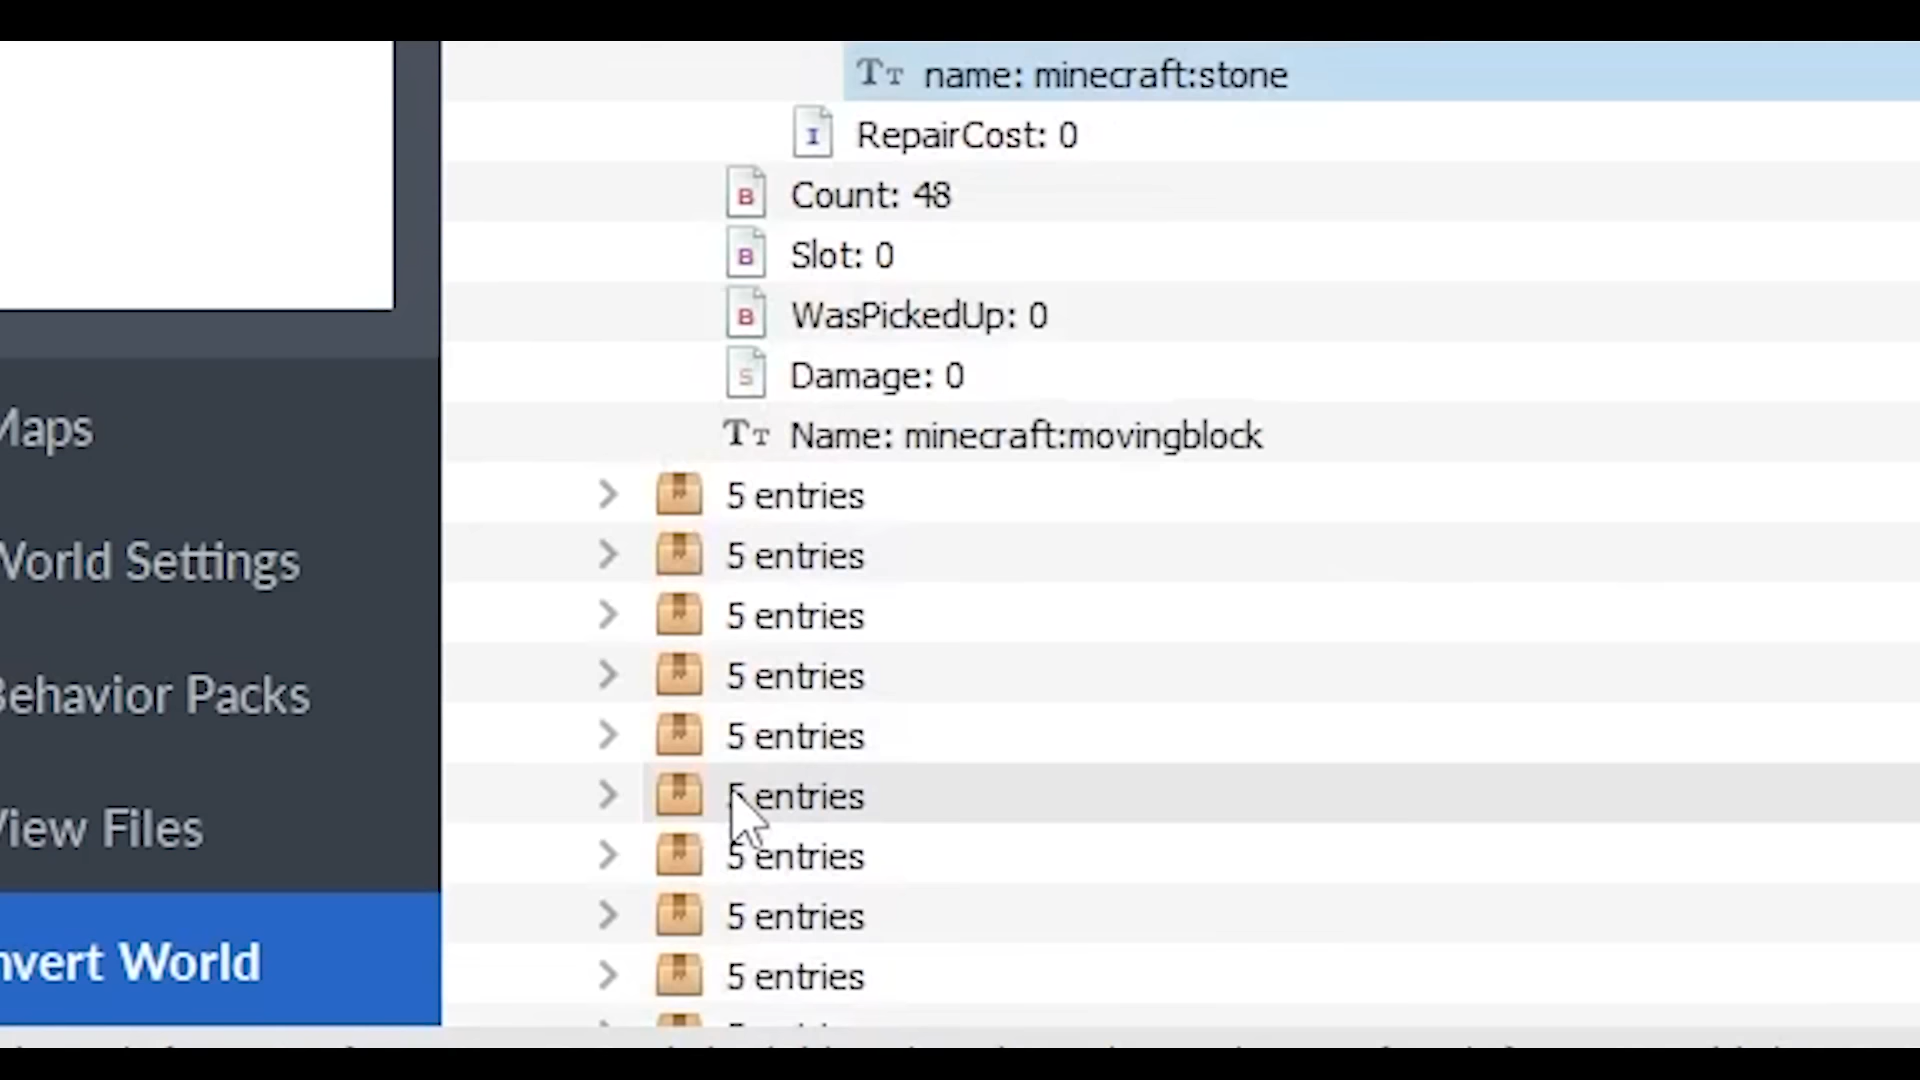 name: minecraft:stone
RepairCost: 0
Count: 48
Slot: 0
WasPickedUp: 0
Damage: 0
Name: minecraft:movingblock
5 entries
5 entries
5 entries
5 entries
5 entries
5 entries
5 entries
5 entries
5 entries
Maps
World Settings
Behavior Packs
View Files
nvert World